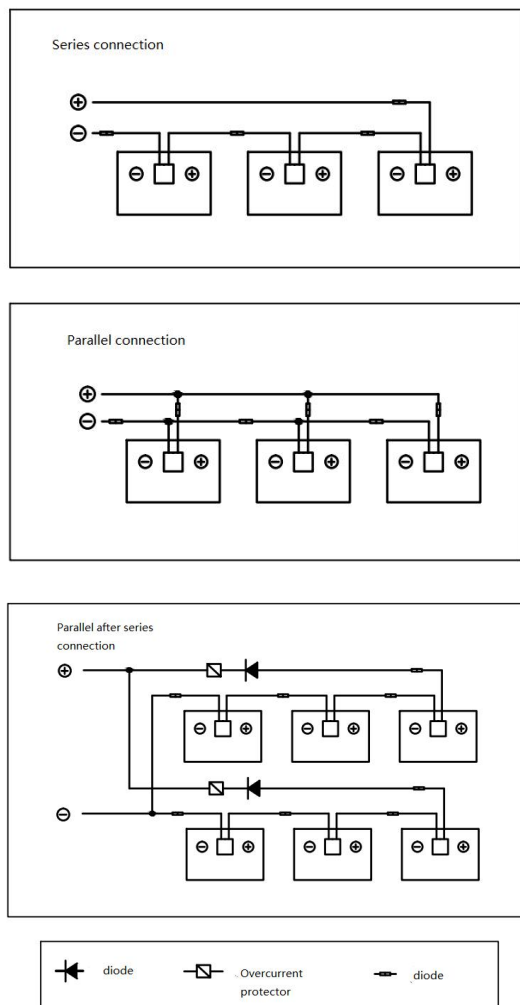 Series connection
Parallel connection
Parallel after series
connection
diode
Overcurrent
protector
diode